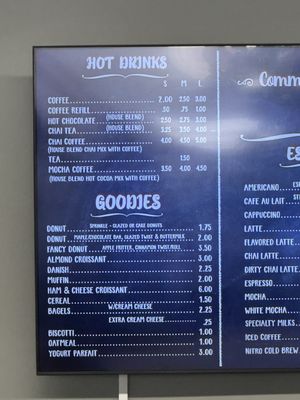 HOT DRINKS
S M L
COFFEE 2.00 2.50 3.00
COFFEE REFILL .50 .75 1.00
(HOUSE BLEND)
HOT CHOCOLATE 2.50 2.75 3.00
(HOUSE BLEND)
CHAI TEA 3.25 3.50
CHAI COFFEE 4.00 4.50 5.00
(HOUSE BLEND CHAI MIX WITH COFFEE)
TEA 1.50
MOCHA COFFEE 3.50 4.00 4.50
(HOUSE BLEND HOT COCOA MIX WITH COFFEE)
GOODIES
SPRINKLE - GLAZED OR CAKE DONUTS
DONUT 1.75
MAPLE/CHOCOLATE BAR, GLAZED TWIST & BUTTERMILK
DONUT 2.00
APPLE FRITTER, CINNAMON TWIST/ROLL
FANCY DONUT 3.50
ALMOND CROISSANT 3.00
DANISH 2.25
MUFFIN 2.00
HAM & CHEESE CROISSANT 6.00
CEREAL 1.50
W/CREAM CHEESE
BAGELS 2.25
EXTRA CREAM CHEESE .25
BISCOTTI 1.00
OATMEAL 1.00
YOGURT PARFAIT 3.00
Comm
ES
AMERICANO
CAFE AU LAIT
CAPPUCCINO
LATTE
FLAVORED LATTE
CHAI LATTE
DIRTY CHAI LATTE
ESPRESSO
MOCHA
WHITE MOCHA
SPECIALTY MILKS
ICED COFFEE
NITRO COLD BREW